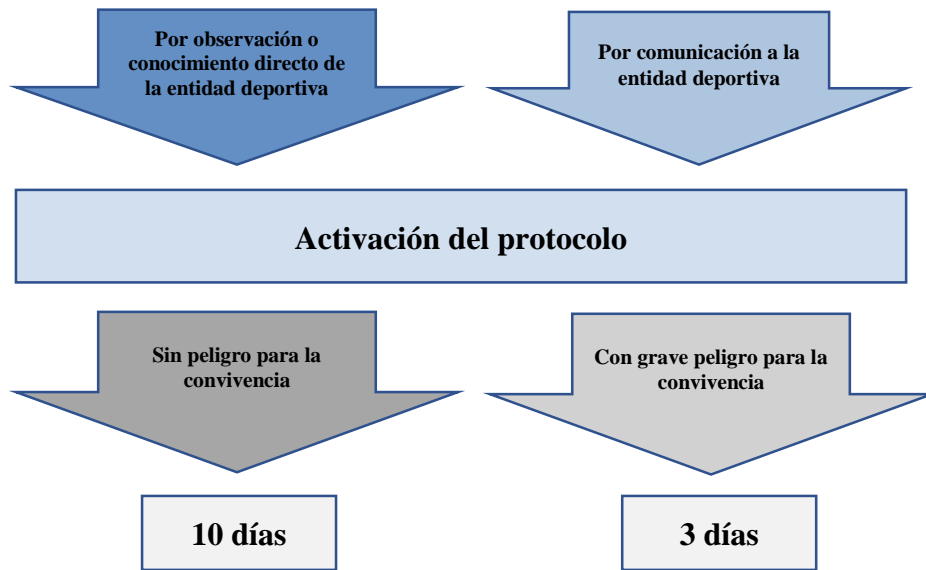 Por observación o
conocimiento directo de
la entidad deportiva
Por comunicación a la
entidad deportiva
Activación del protocolo
Sin peligro para la
convivencia
Con grave peligro para la
convivencia
10 días
3 días